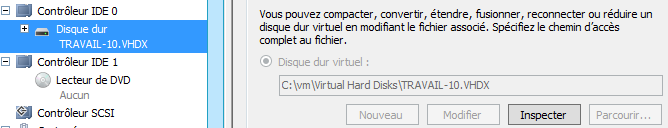 Contrôleur IDE 0
Disque dur
TRAVAIL-10.VHDX
Contrôleur IDE 1
Lecteur de DVD
Aucun
Contrôleur SCSI
Vous pouvez compacter, convertir, étendre, fusionner, reconnecter ou réduire un
disque dur virtuel en modifiant le fichier associé. Spécifiez le chemin d'accès
complet au fichier.
Disque dur virtuel :
C:\vm\Virtual Hard Disks\TRAVAIL-10.VHDX
Nouveau
Modifier
Inspecter
Parcourir...